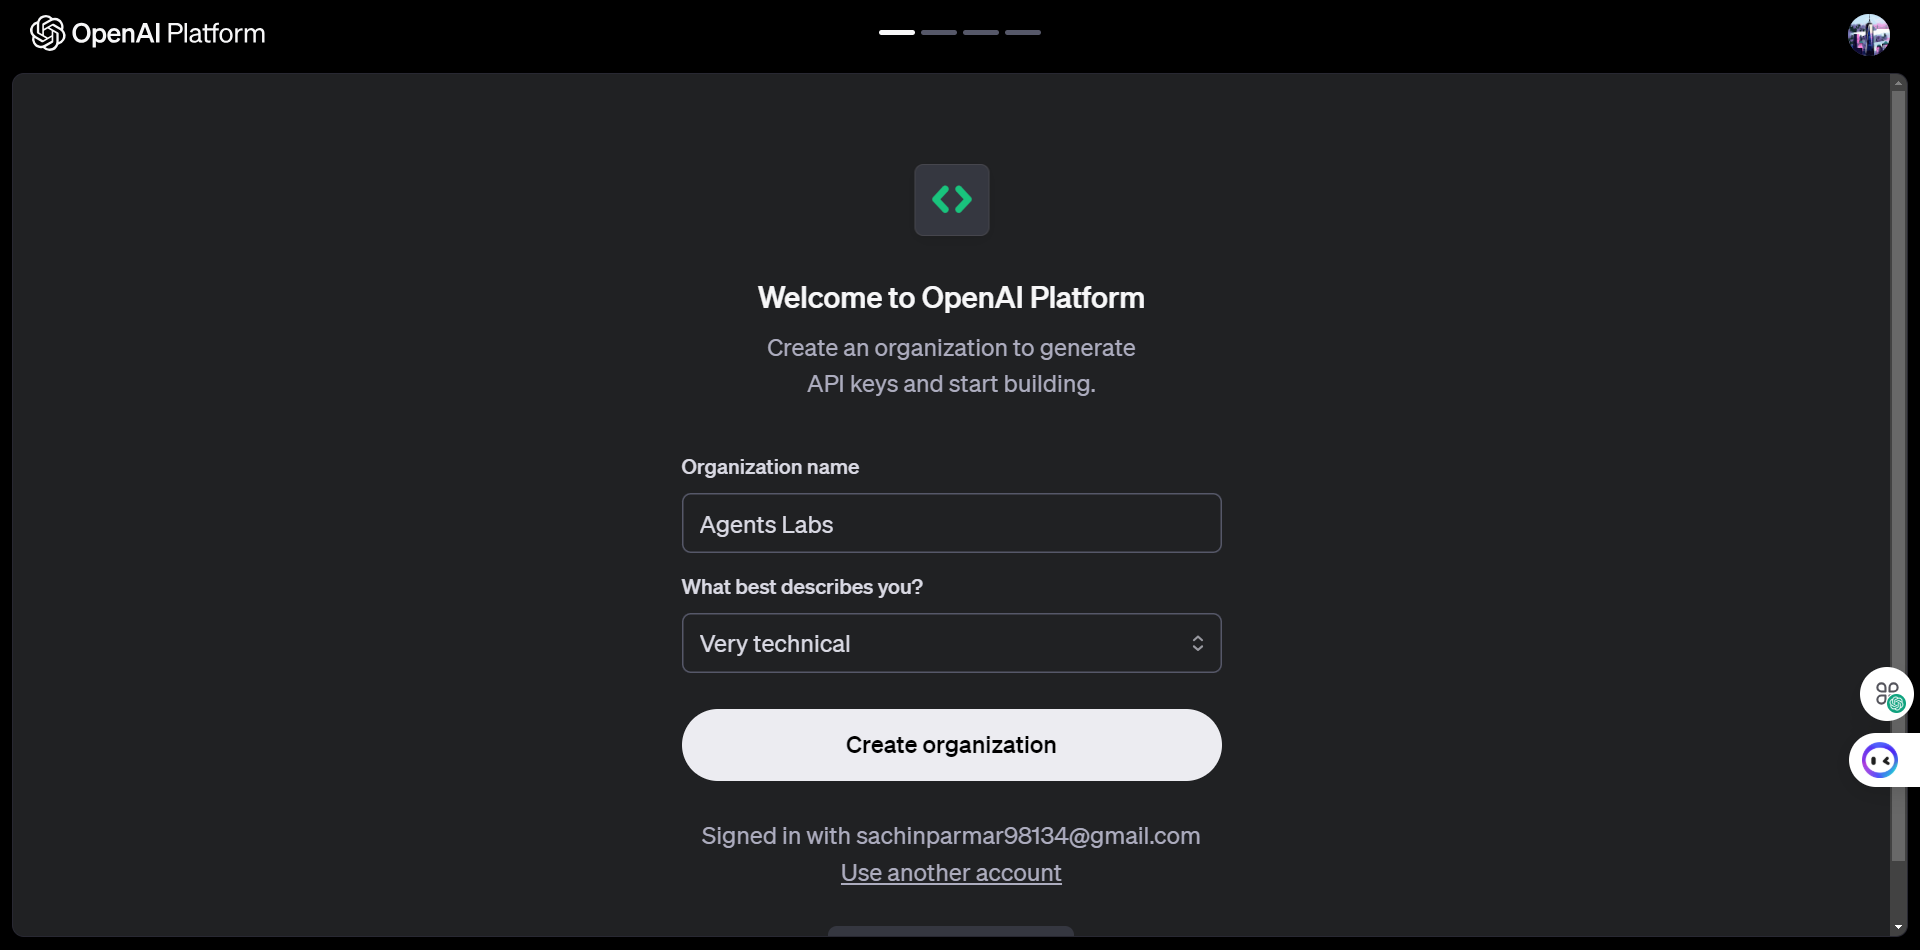 OpenAI Platform
Welcome to OpenAI Platform
Create an organization to generate
API keys and start building.
Organization name
Agents Labs
What best describes you?
Very technical
Create organization
Signed in with sachinparmar98134@gmail.com
Use another account